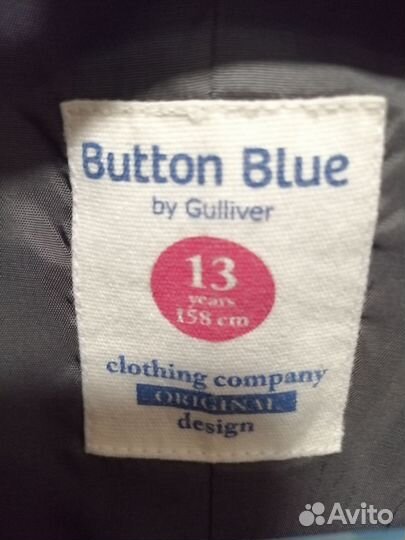 Button Blue
by Gulliver
13
years
158 cm
clothing company
ORIGINAL
design
Avito